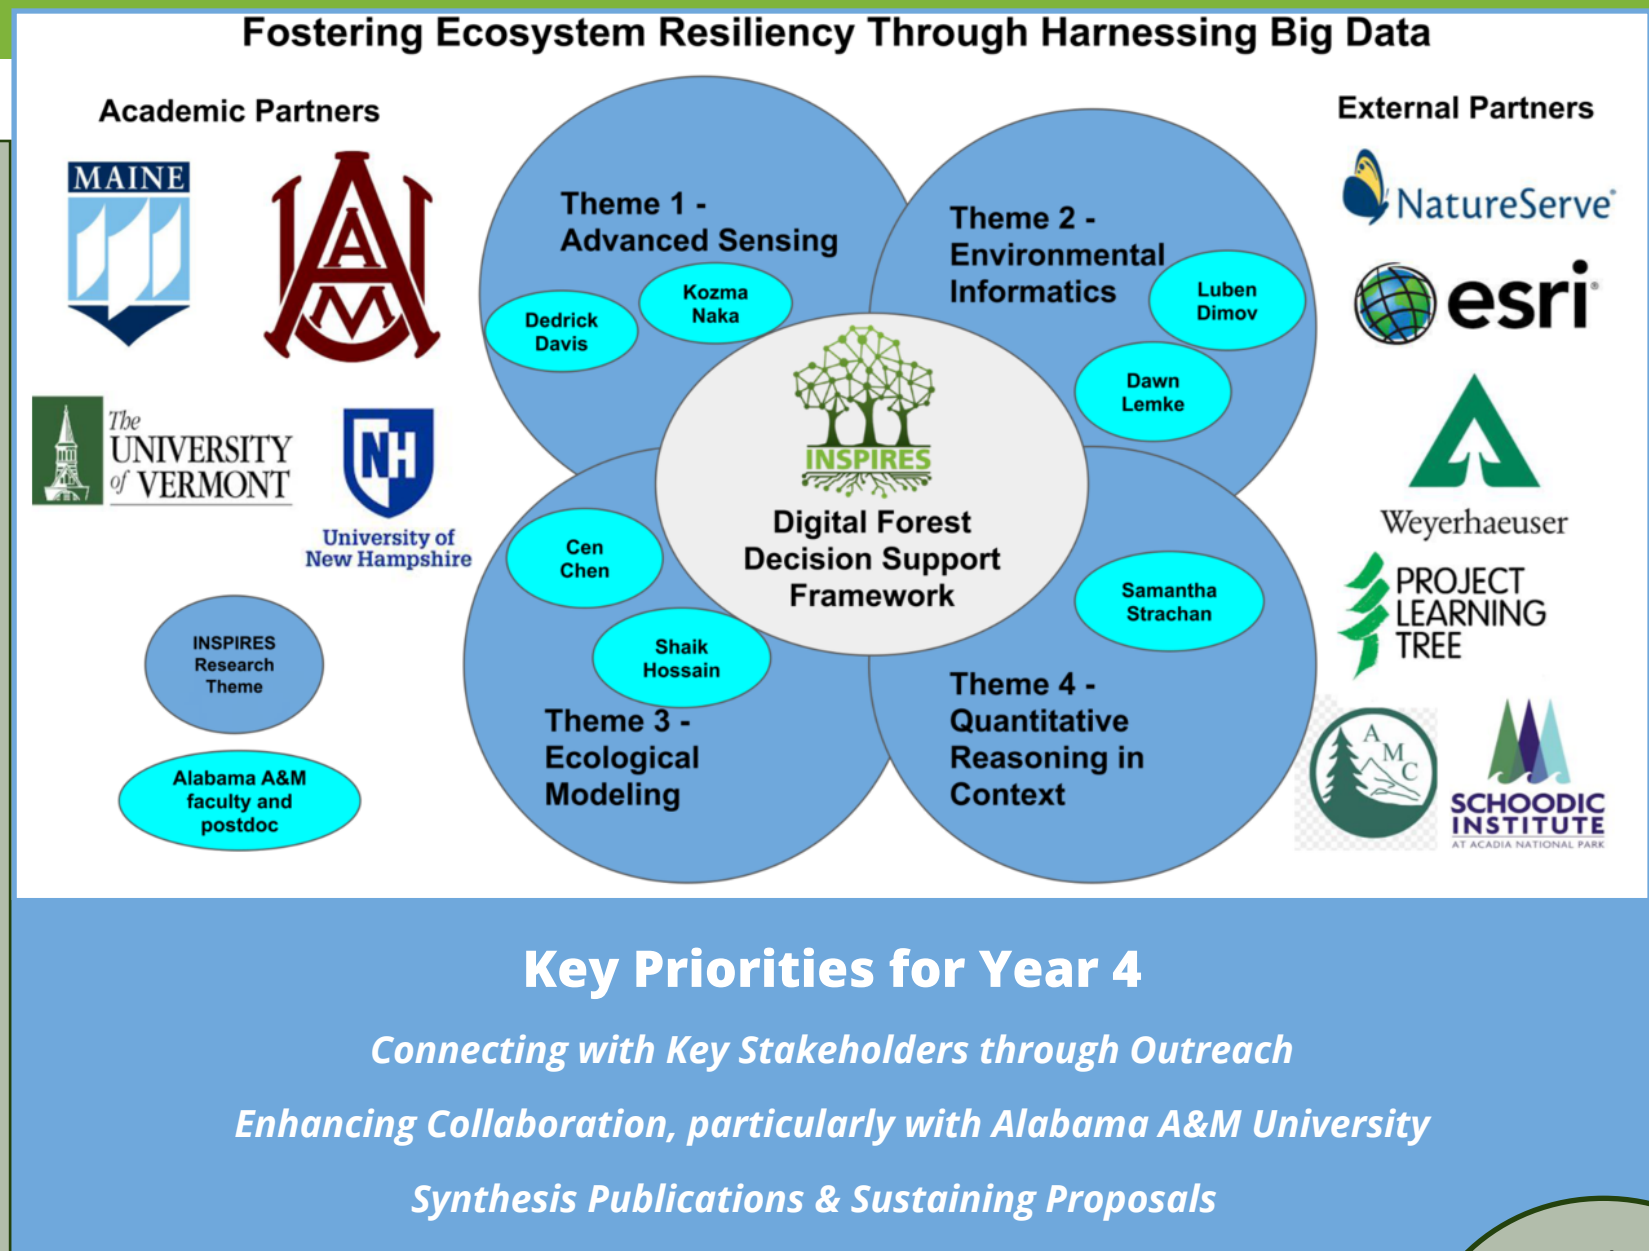 Fostering Ecosystem Resiliency Through Harnessing Big Data
Academic Partners
MAINE
A
A M
The
UNIVERSITY
of VERMONT
NH
University of
New Hampshire
INSPIRES
Research
Theme
Alabama A&M
faculty and
postdoc
Theme 1 -
Advanced Sensing
Kozma
Naka
Dedrick
Davis
Theme 2 -
Environmental
Informatics
Luben
Dimov
Dawn
Lemke
INSPIRES
Digital Forest
Decision Support
Framework
Cen
Chen
Shaik
Hossain
Theme 3 -
Ecological
Modeling
Samantha
Strachan
Theme 4 -
Quantitative
Reasoning in
Context
External Partners
NatureServe®
esri®
Weyerhaeuser
PROJECT
LEARNING
TREE
AMC
SCHOODIC
INSTITUTE
AT ACADIA NATIONAL PARK
Key Priorities for Year 4
Connecting with Key Stakeholders through Outreach
Enhancing Collaboration, particularly with Alabama A&M University
Synthesis Publications & Sustaining Proposals